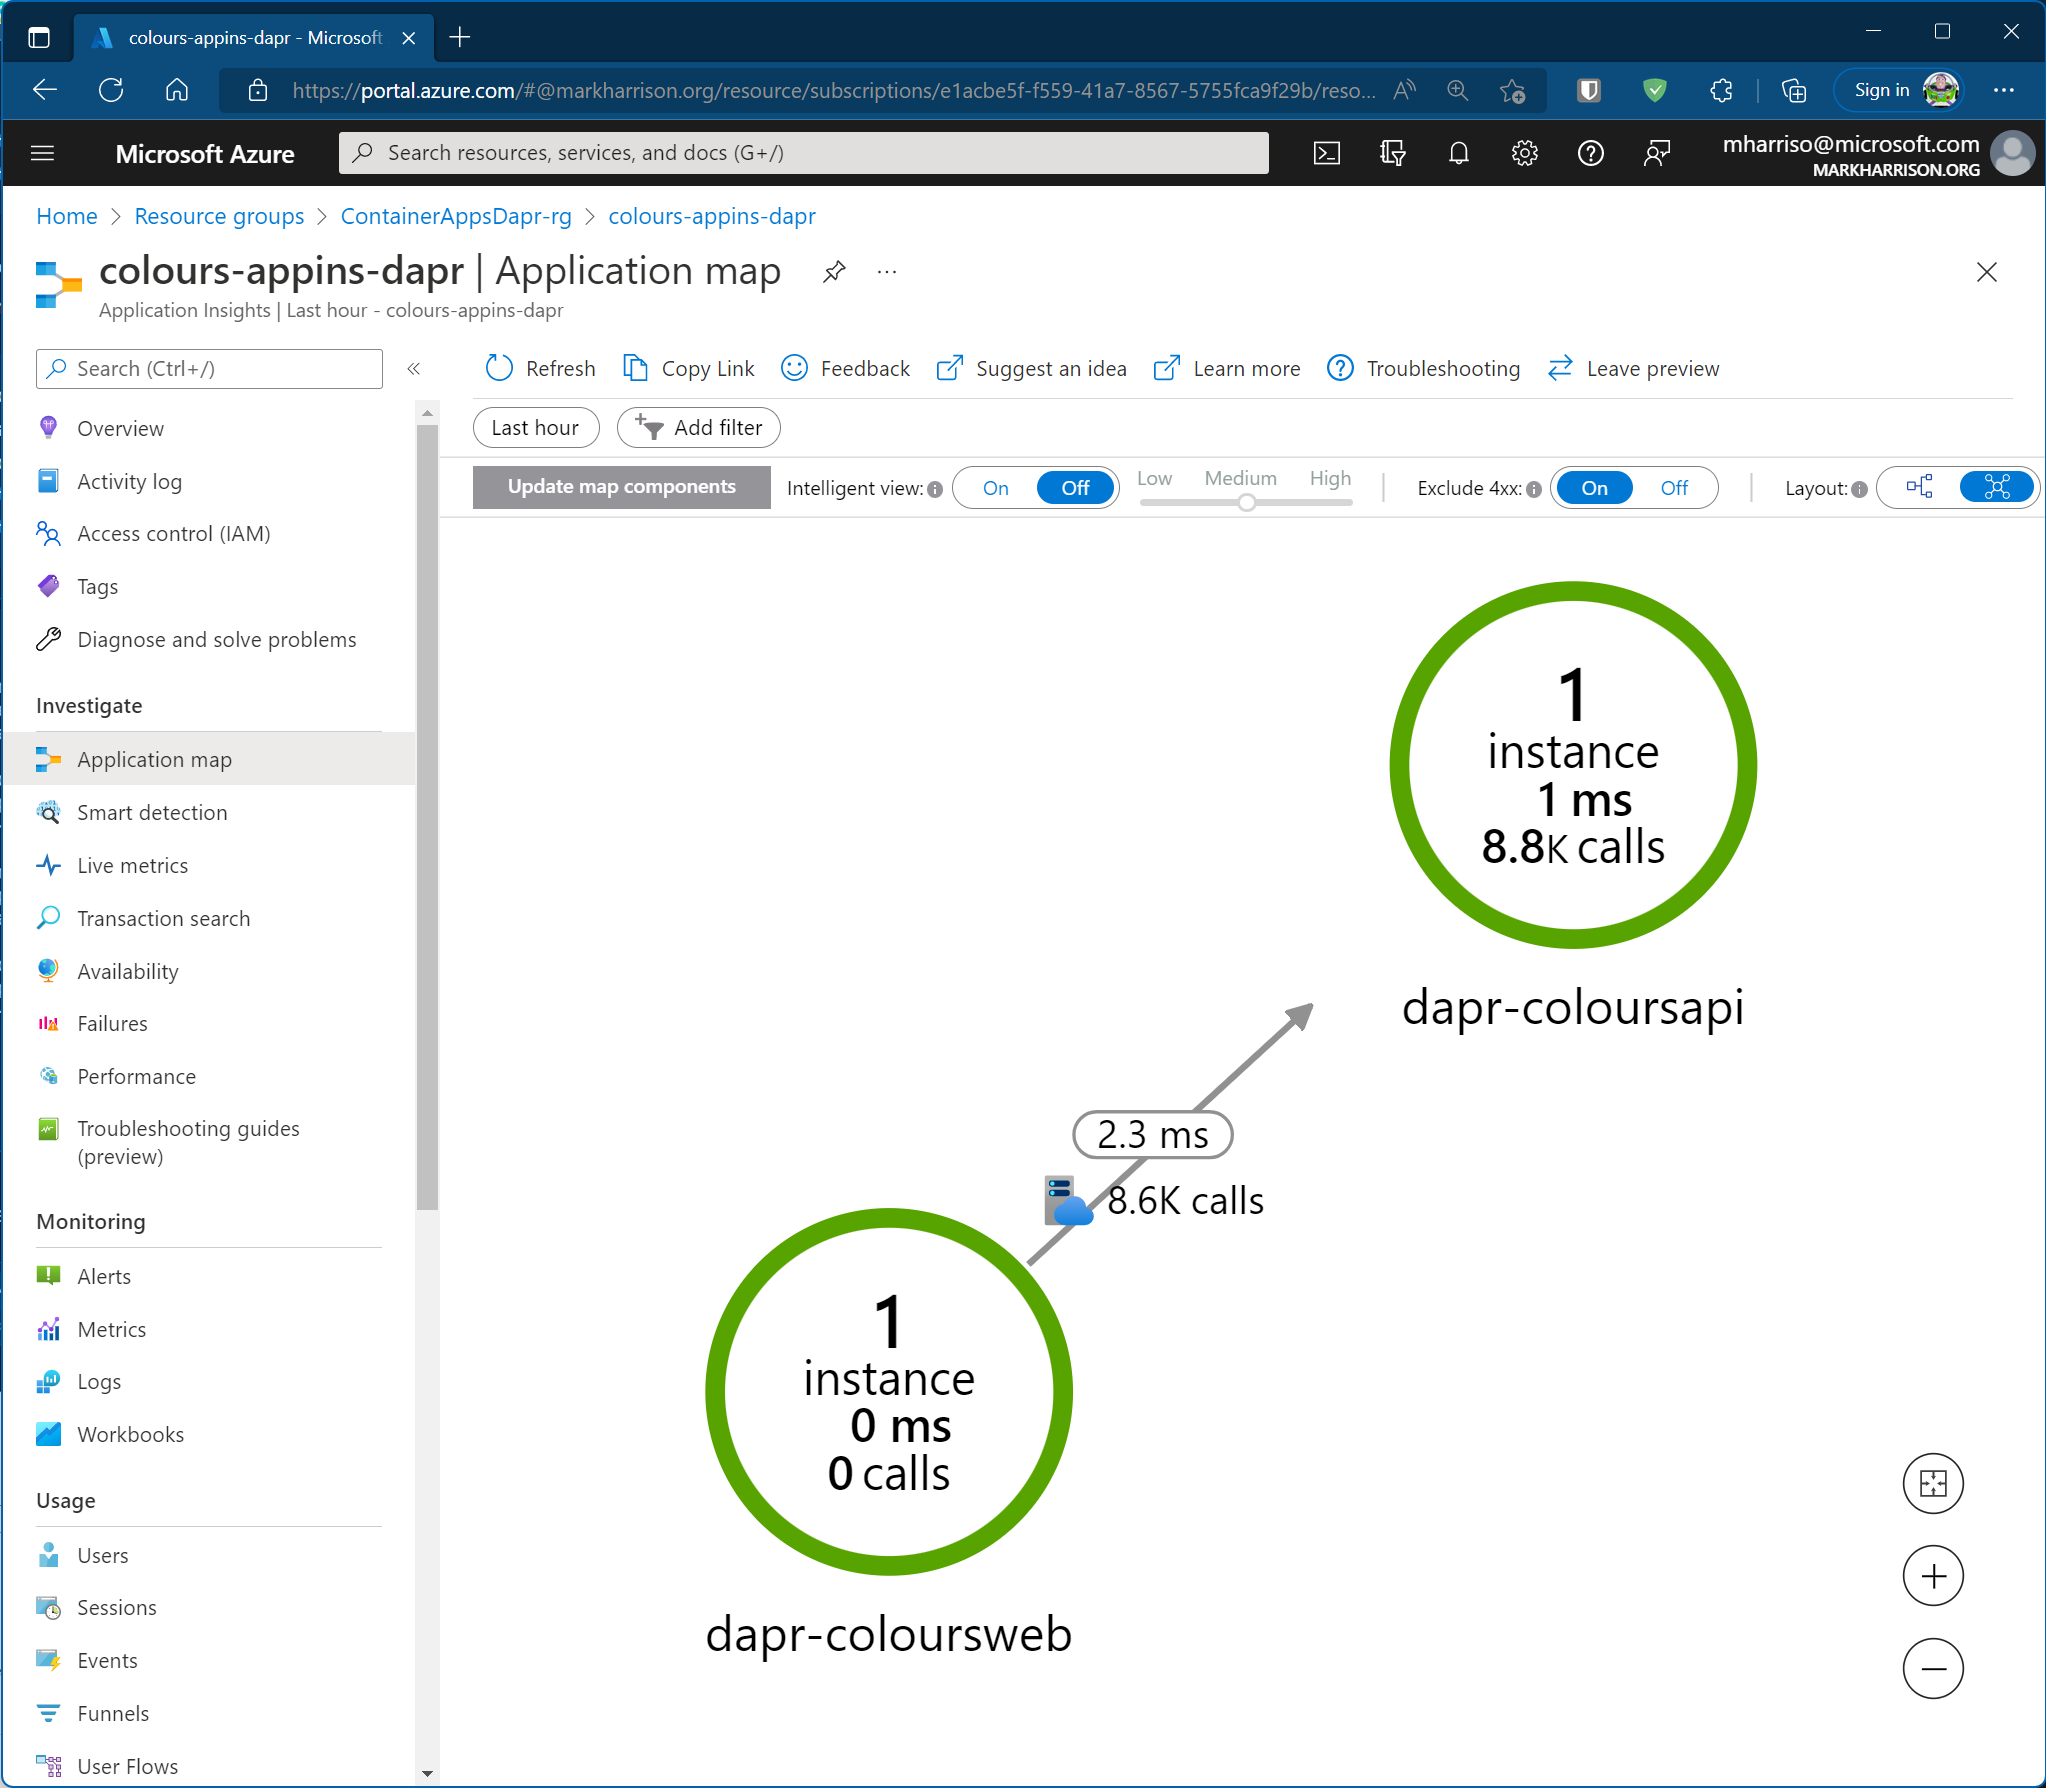 colours-appins-dapr - Microsoft
https://portal.azure.com/#@markharrison.org/resource/subscriptions/e1acbe5f-f559-41a7-8567-5755fca9f29b/reso...
Sign in
Microsoft Azure
Search resources, services, and docs (G+/)
mharriso@microsoft.com
MARKHARRISON.ORG
Home > Resource groups > ContainerAppsDapr-rg > colours-appins-dapr
colours-appins-dapr | Application map
Application Insights | Last hour - colours-appins-dapr
Search (Ctrl+/)
Overview
Activity log
Access control (IAM)
Tags
Diagnose and solve problems
Investigate
Application map
Smart detection
Live metrics
Transaction search
Availability
Failures
Performance
Troubleshooting guides
(preview)
Monitoring
Alerts
Metrics
Logs
Workbooks
Usage
Users
Sessions
Events
Funnels
User Flows
Refresh Copy Link Feedback Suggest an idea Learn more Troubleshooting Leave preview
Last hour Add filter
Update map components Intelligent view: On Off Low Medium High Exclude 4xx: On Off Layout:
1
instance
1 ms
8.8K calls
dapr-coloursapi
2.3 ms
8.6K calls
1
instance
0 ms
0 calls
dapr-coloursweb